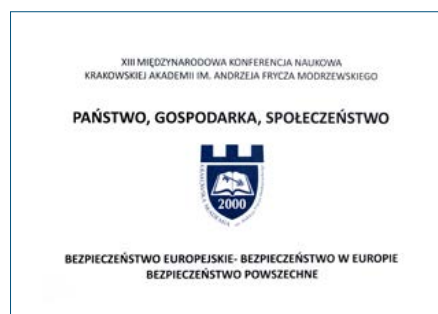 XIII MIĘDZYNARODOWA KONFERENCJA NAUKOWA
KRAKOWSKIEJ AKADEMII IM. ANDRZEJA FRYCZA MODRZEWSKIEGO
PAŃSTWO, GOSPODARKA, SPOŁECZEŃSTWO
2000
BEZPIECZEŃSTWO EUROPEJSKIE- BEZPIECZEŃSTWO W EUROPIE
BEZPIECZEŃSTWO POWSZECHNE